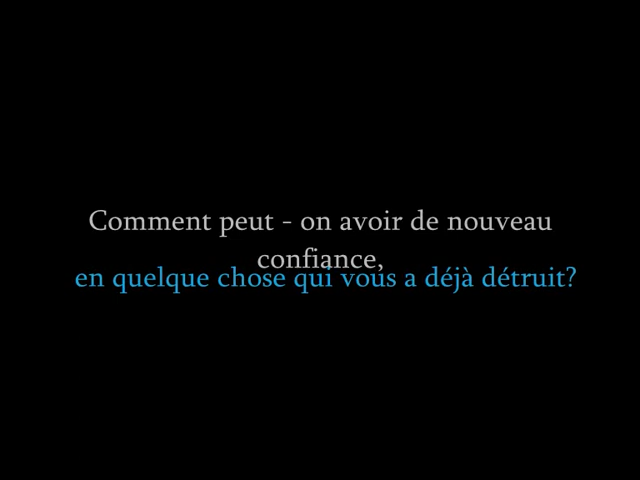 Comment peut - on avoir de nouveau
confiance,
en quelque chose qui vous a déjà détruit?